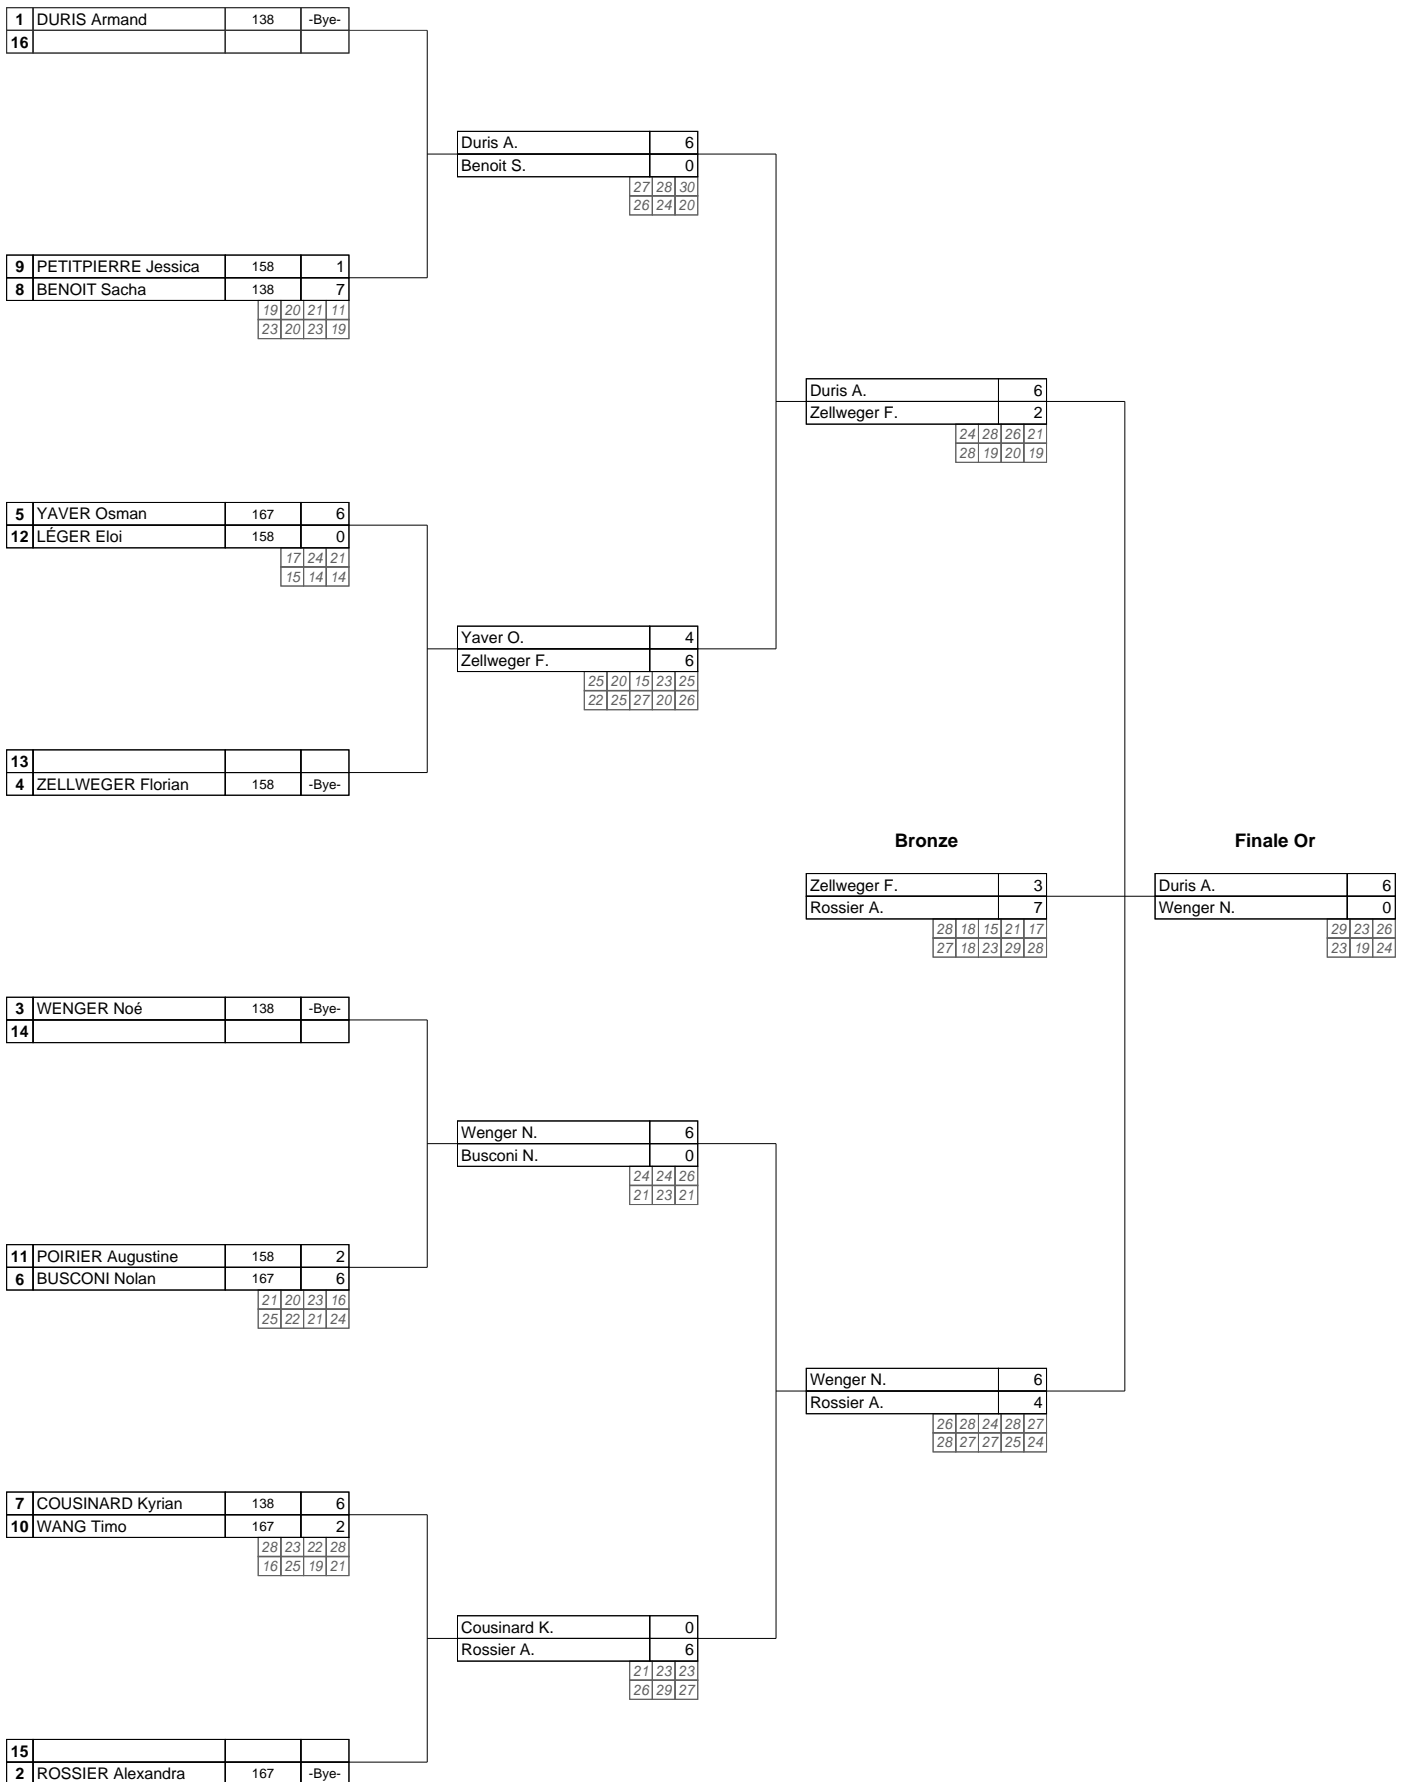 1 DURIS Armand 138 -Bye-
16
Duris A. 6
Benoit S. 0
27 28 30
26 24 20
9 PETITPIERRE Jessica 158 1
8 BENOIT Sacha 138 7
19 20 21 11
23 20 23 19
Duris A. 6
Zellweger F. 2
24 28 26 21
28 19 20 19
5 YAVER Osman 167 6
12 LÉGER Eloi 158 0
17 24 21
15 14 14
Yaver O. 4
Zellweger F. 6
25 20 15 23 25
22 25 27 20 26
13
4 ZELLWEGER Florian 158 -Bye-
Bronze
Finale Or
Zellweger F. 3
Rossier A. 7
28 18 15 21 17
27 18 23 29 28
Duris A. 6
Wenger N. 0
29 23 26
23 19 24
3 WENGER Noé 138 -Bye-
14
Wenger N. 6
Busconi N. 0
24 24 26
21 23 21
11 POIRIER Augustine 158 2
6 BUSCONI Nolan 167 6
21 20 23 16
25 22 21 24
Wenger N. 6
Rossier A. 4
26 28 24 28 27
28 27 27 25 24
7 COUSINARD Kyrian 138 6
10 WANG Timo 167 2
28 23 22 28
16 25 19 21
Cousinard K. 0
Rossier A. 6
21 23 23
26 29 27
15
2 ROSSIER Alexandra 167 -Bye-